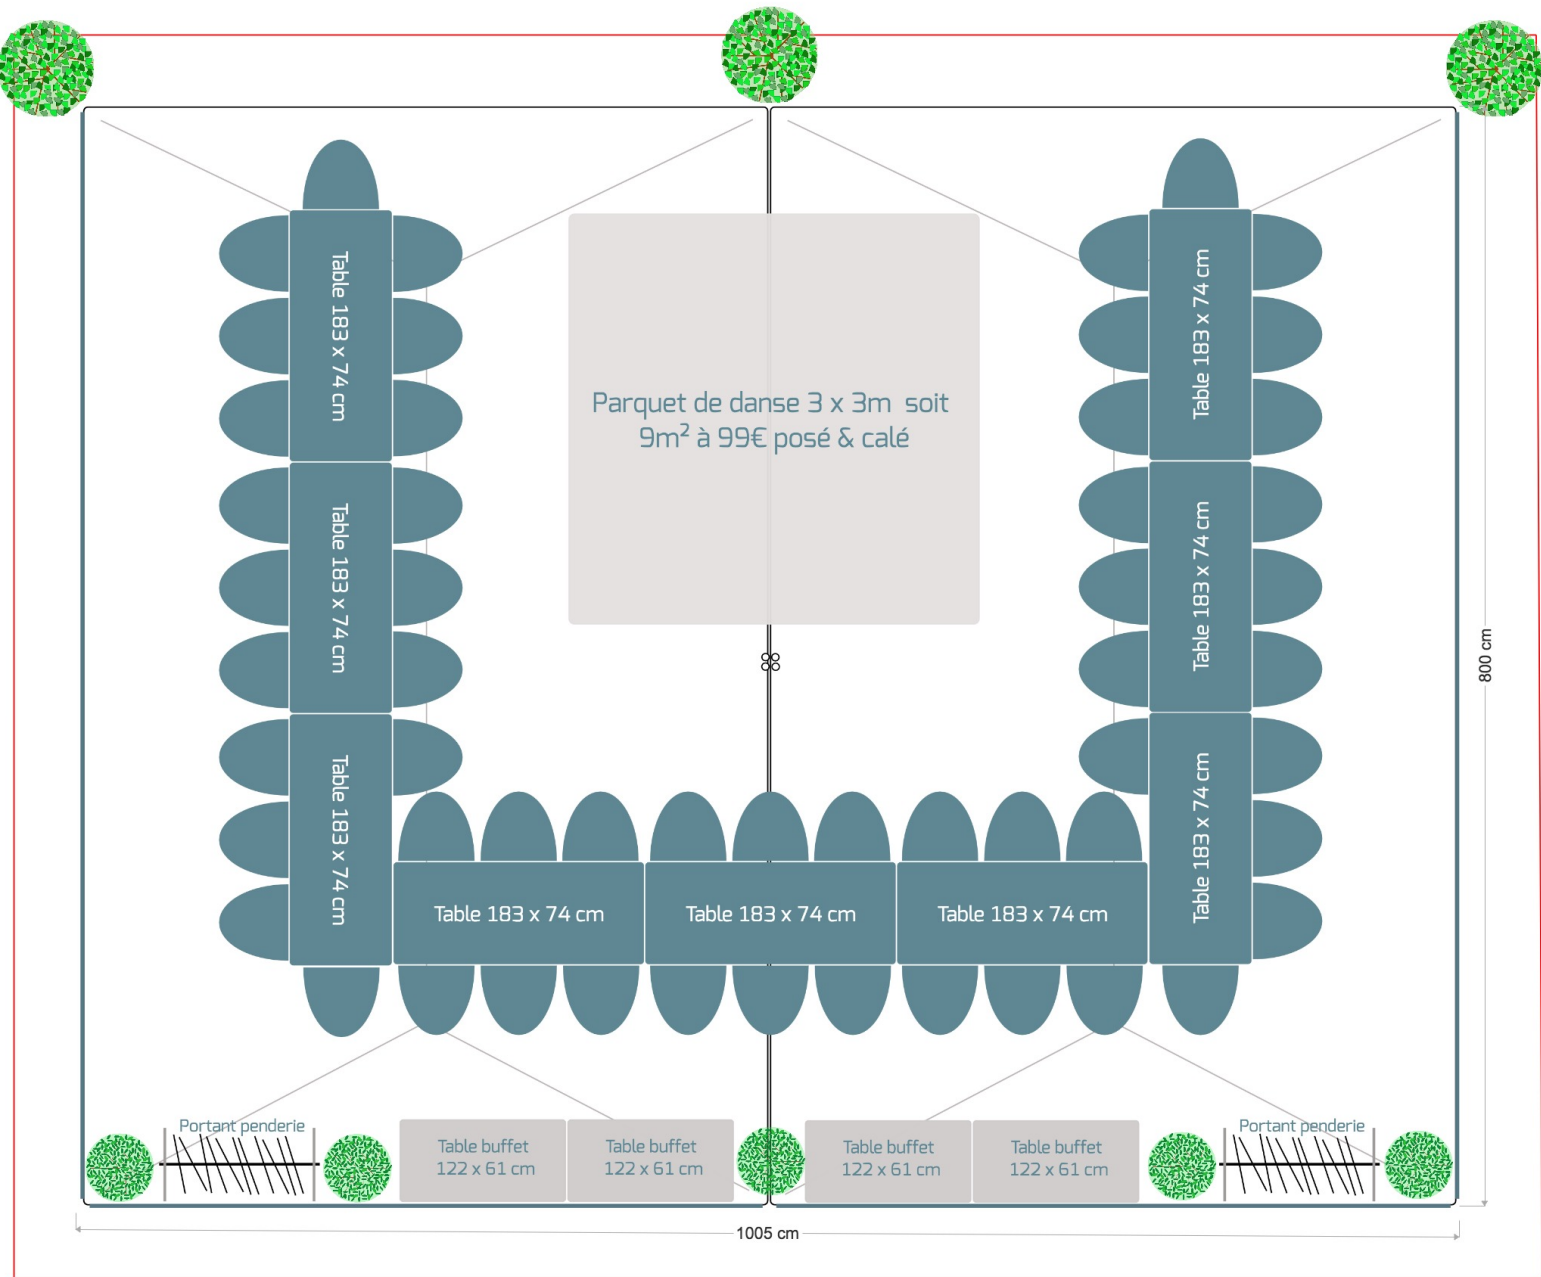 Table 183 x 74 cm
Table 183 x 74 cm
Parquet de danse 3 x 3m soit
9m² à 99€ posé & calé
Table 183 x 74 cm
Table 183 x 74 cm
800 cm
Table 183 x 74 cm
Table 183 x 74 cm
Table 183 x 74 cm
Table 183 x 74 cm
Table 183 x 74 cm
Portant penderie
Table buffet
122 x 61 cm
Table buffet
122 x 61 cm
Table buffet
122 x 61 cm
Table buffet
122 x 61 cm
Portant penderie
1005 cm